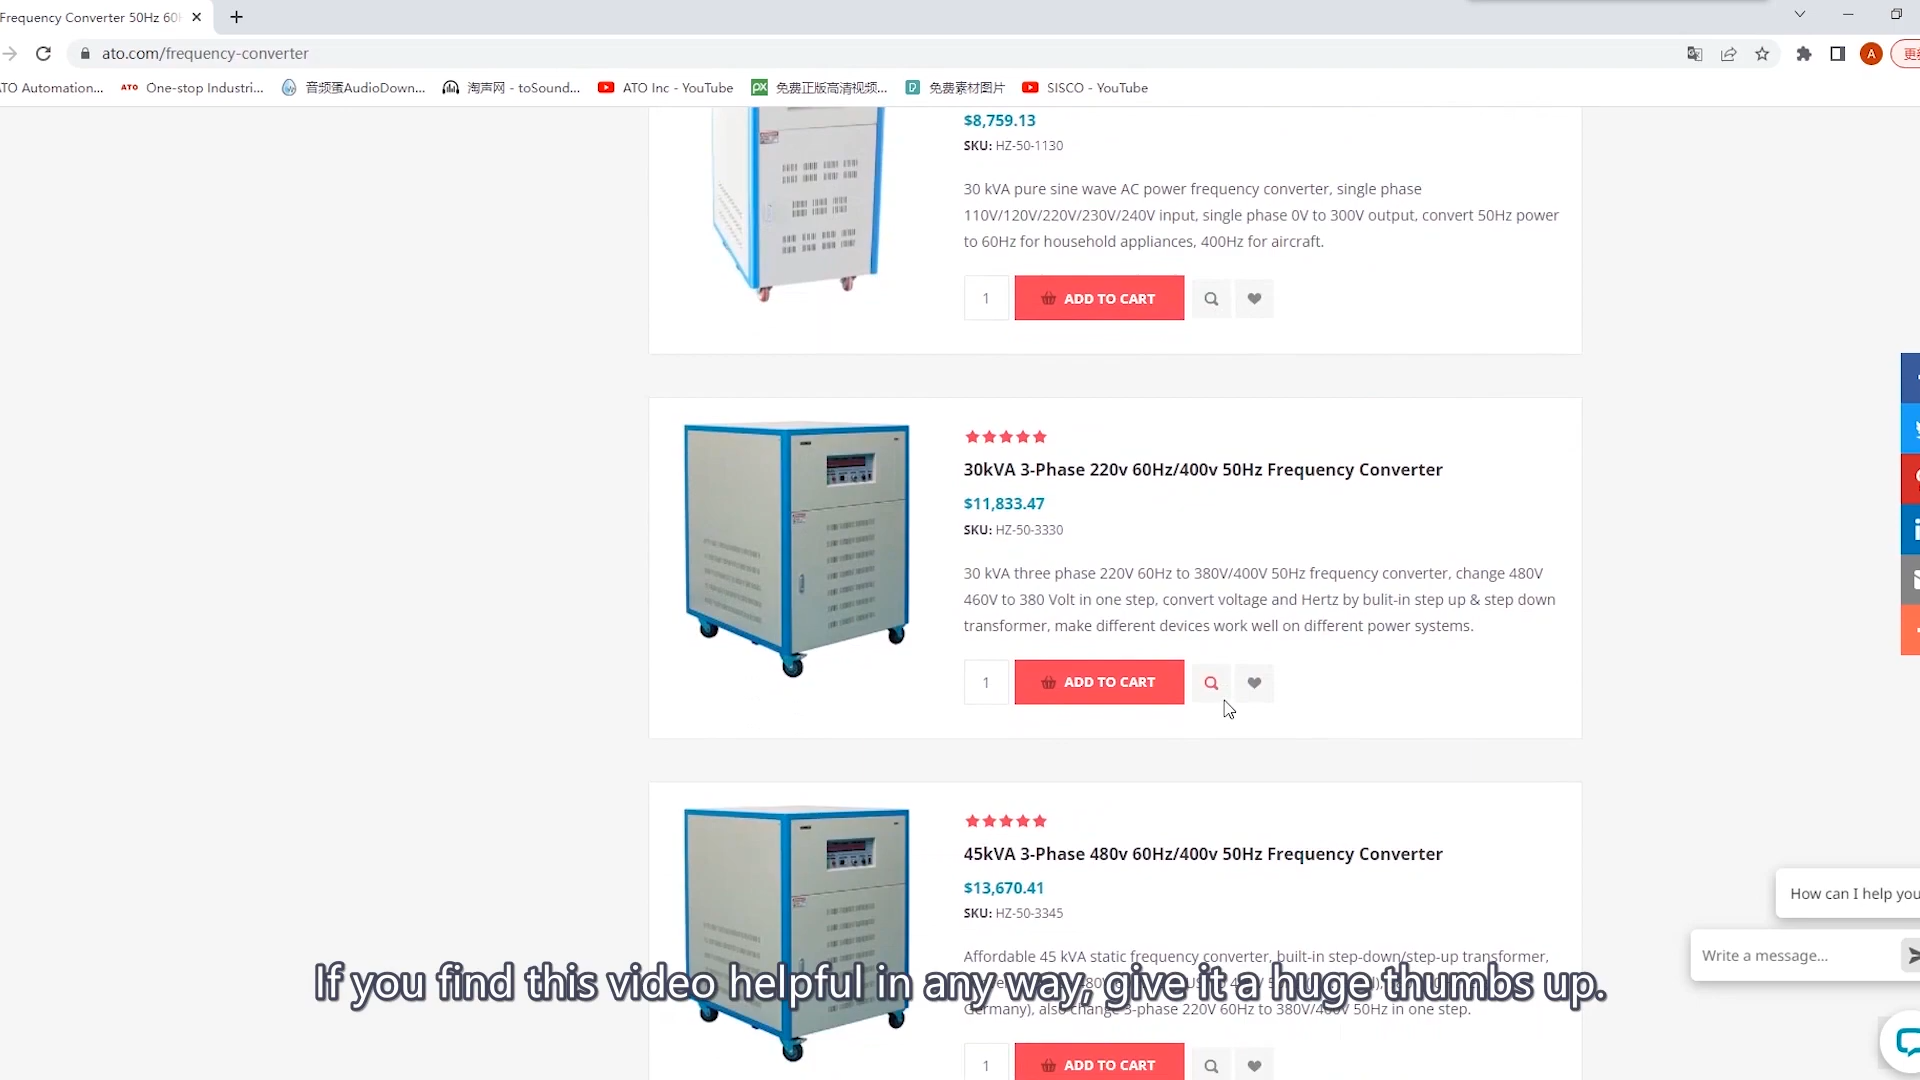 Frequency Converter 50Hz 60
ato.com/frequency-converter
TO Automation...
ATO One-stop Industri...
音频蛋AudioDown...
淘声网 - toSound...
ATO Inc - YouTube
免费正版高清视频...
免费素材图片
SISCO - YouTube
A
$8,759.13
SKU: HZ-50-1130
30 kVA pure sine wave AC power frequency converter, single phase
110V/120V/220V/230V/240V input, single phase 0V to 300V output, convert 50Hz power
to 60Hz for household appliances, 400Hz for aircraft.
1
ADD TO CART
30kVA 3-Phase 220v 60Hz/400v 50Hz Frequency Converter
$11,833.47
SKU: HZ-50-3330
30 kVA three phase 220V 60Hz to 380V/400V 50Hz frequency converter, change 480V
460V to 380 Volt in one step, convert voltage and Hertz by bulit-in step up & step down
transformer, make different devices work well on different power systems.
1
ADD TO CART
45kVA 3-Phase 480v 60Hz/400v 50Hz Frequency Converter
$13,670.41
SKU: HZ-50-3345
Affordable 45 kVA static frequency converter, built-in step-down/step-up transformer,
Germany), also change 3-phase 220V 60Hz to 380V/400V 50Hz in one step.
If you find this video helpful in any way, give it a huge thumbs up.
1
ADD TO CART
How can I help you
Write a message...